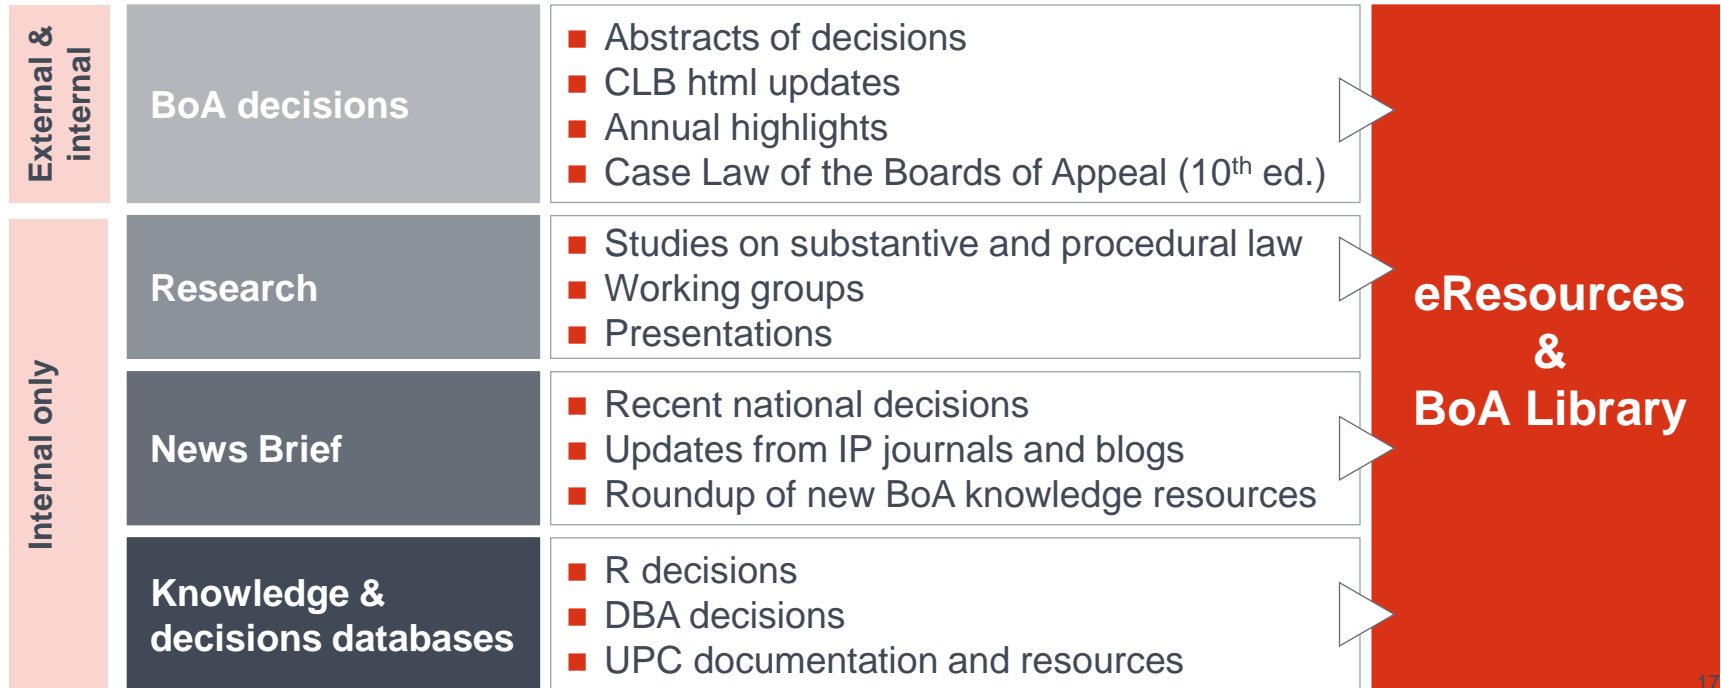 External &
internal
BoA decisions
Abstracts of decisions
CLB html updates
Annual highlights
Case Law of the Boards of Appeal (10th ed.)
Internal only
Research
Studies on substantive and procedural law
Working groups
Presentations
News Brief
Recent national decisions
Updates from IP journals and blogs
Roundup of new BoA knowledge resources
Knowledge &
decisions databases
R decisions
DBA decisions
UPC documentation and resources
eResources
&
BoA Library
17